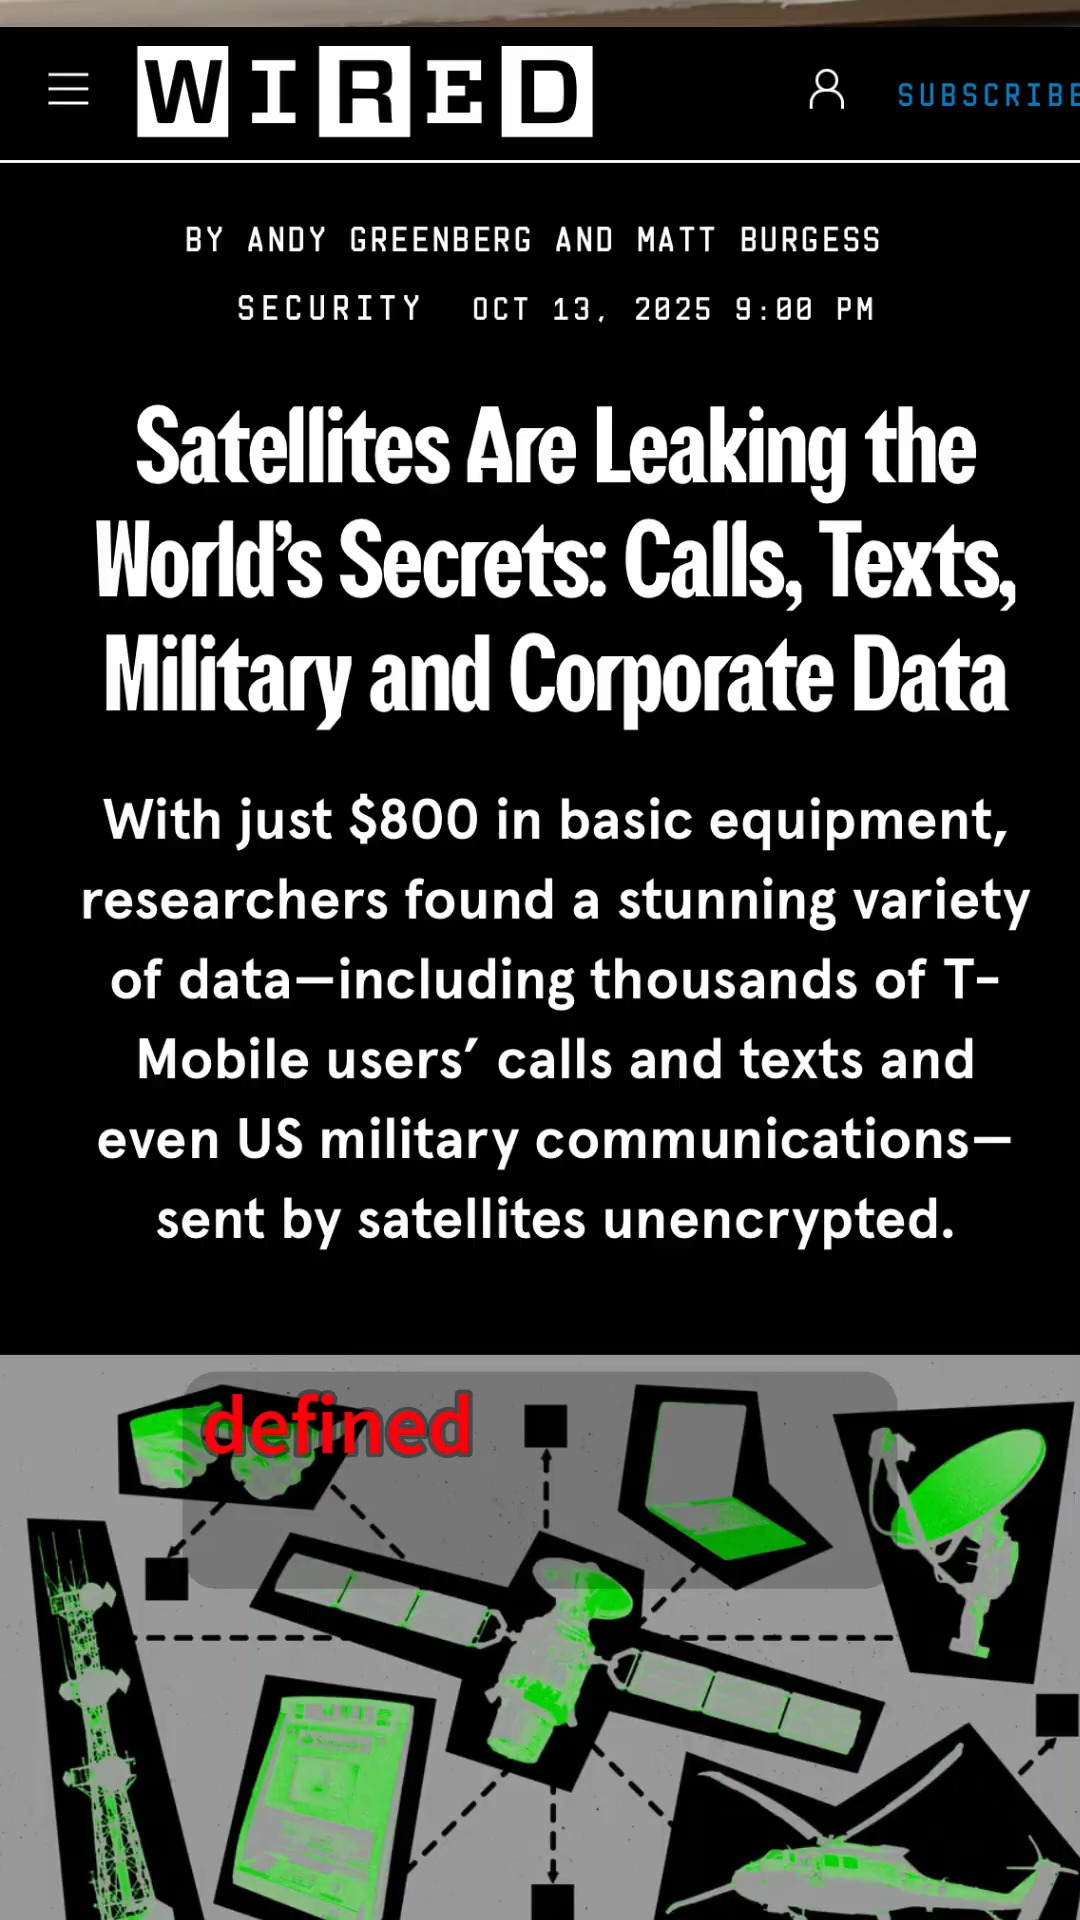 WIRED
SUBSCRIBE
BY ANDY GREENBERG AND MATT BURGESS
SECURITY OCT 13, 2025 9:00 PM
Satellites Are Leaking the
World’s Secrets: Calls, Texts,
Military and Corporate Data
With just $800 in basic equipment,
researchers found a stunning variety
of data—including thousands of T-
Mobile users’ calls and texts and
even US military communications—
sent by satellites unencrypted.
defined